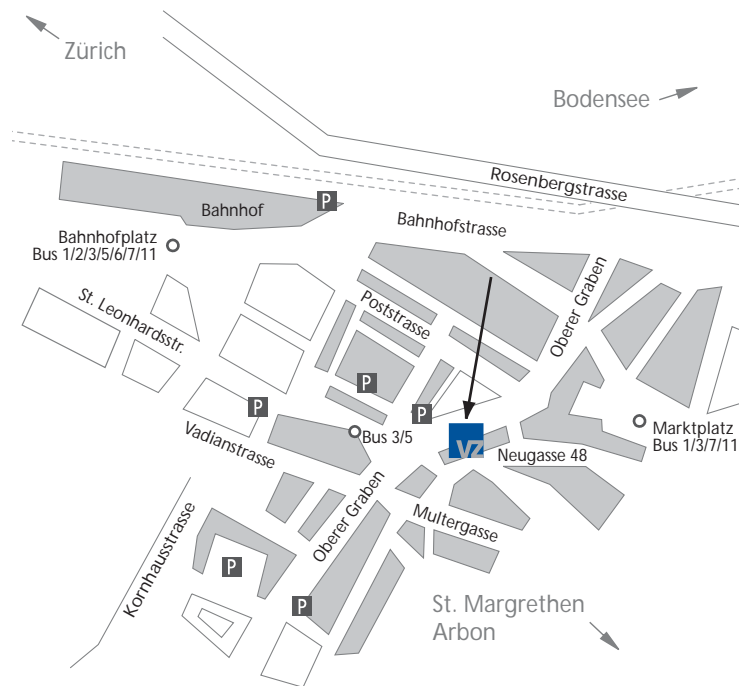 Zürich
Bodensee
Rosenbergstrasse
P
Bahnhof
Bahnhofstrasse
Bahnhofplatz
Bus 1/2/3/5/6/7/11
St. Leonhardsstr.
Poststrasse
Oberer Graben
P
P
P
Vadianstrasse
Bus 3/5
VZ
Neugasse 48
Marktplatz
Bus 1/3/7/11
Kornhausstrasse
Oberer Graben
Multergasse
P
P
St. Margrethen
Arbon